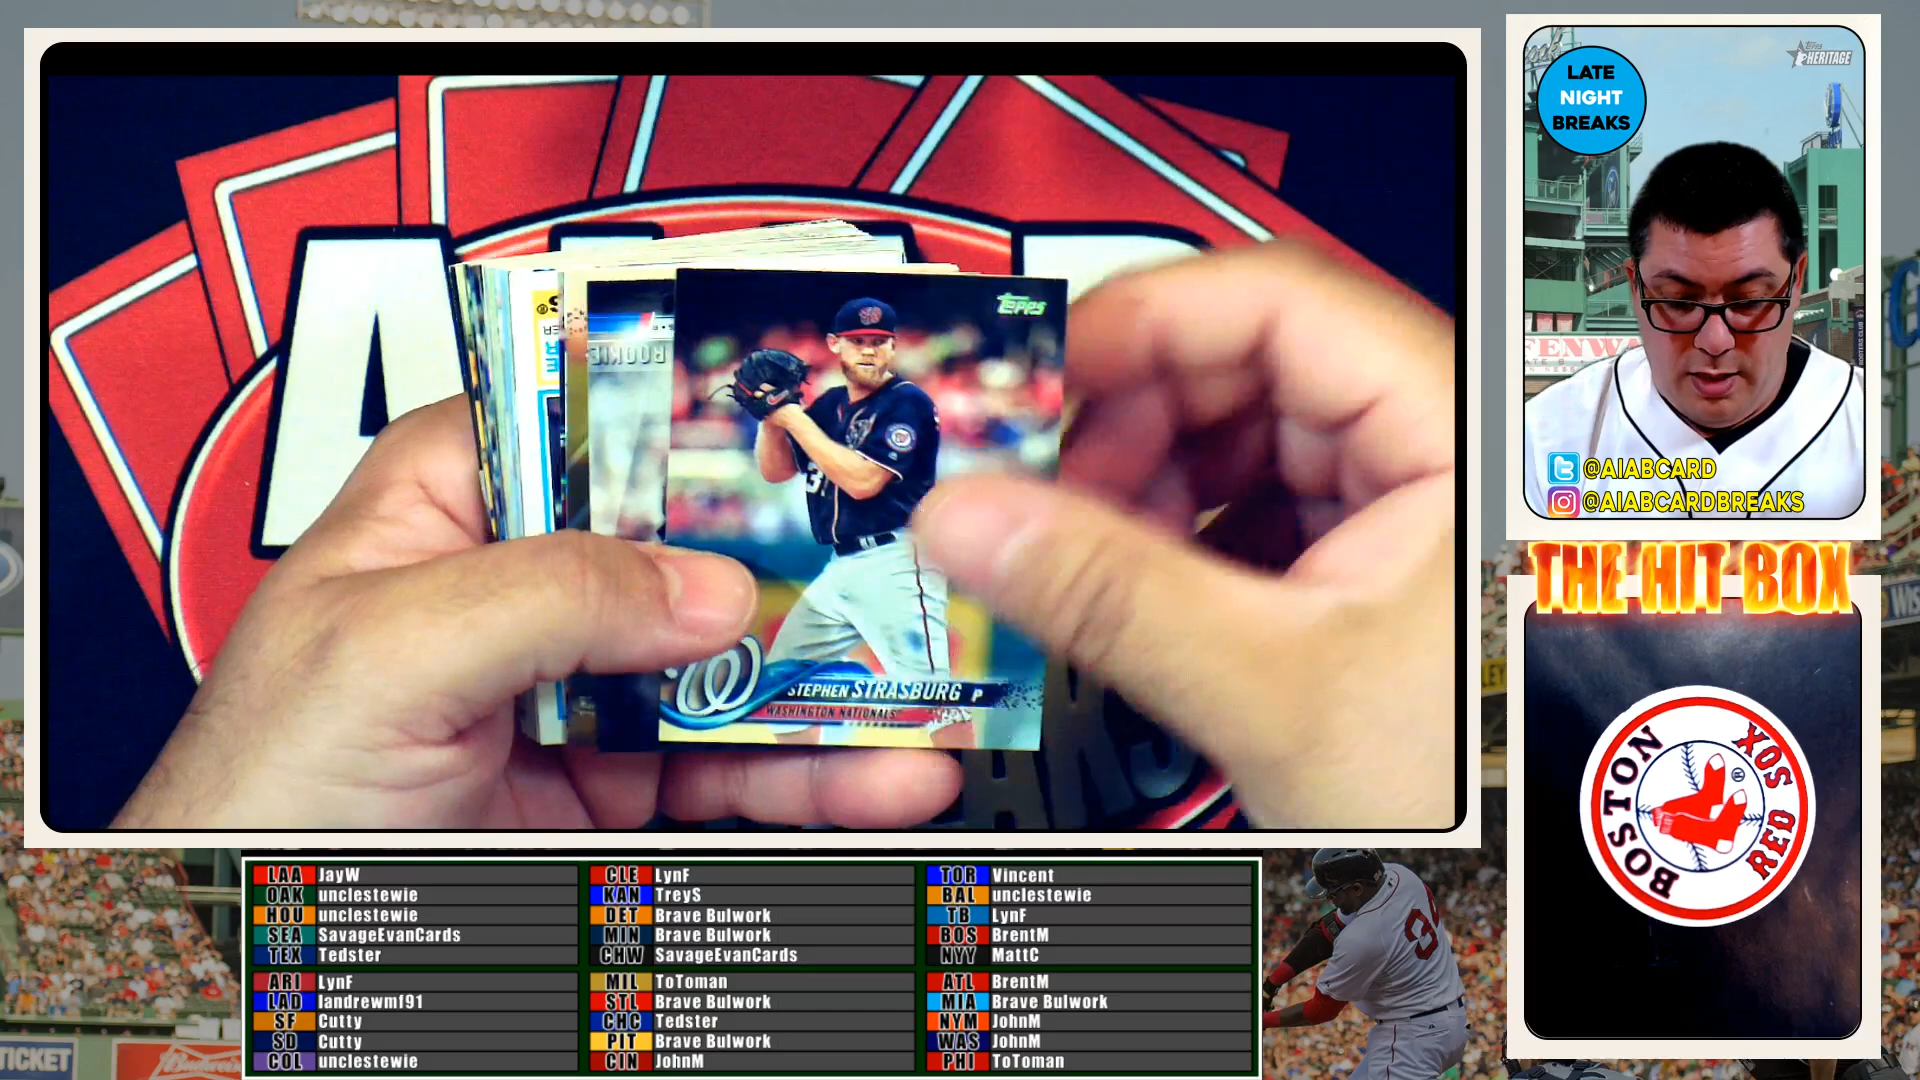 LATE
NIGHT
BREAKS
Topps
HERITAGE
@AIABCARD
@AIABCARDBREAKS
THE HIT BOX
BOSTON RED SOX
®
Topps
ROOKIE
STEPHEN STRASBURG P
WASHINGTON NATIONALS
LAA JayW
OAK unclestewie
HOU unclestewie
SEA SavageEvanCards
TEX Tedster
ARI LynF
LAD landrewmf91
SF Cutty
SD Cutty
COL unclestewie
CLE LynF
KAN TreyS
DET Brave Bulwork
MIN Brave Bulwork
CHW SavageEvanCards
MIL ToToman
STL Brave Bulwork
CHC Tedster
PIT Brave Bulwork
CIN JohnM
TOR Vincent
BAL unclestewie
TB LynF
BOS BrentM
NYY MattC
ATL BrentM
MIA Brave Bulwork
NYM JohnM
WAS JohnM
PHI ToToman
34
TICKET